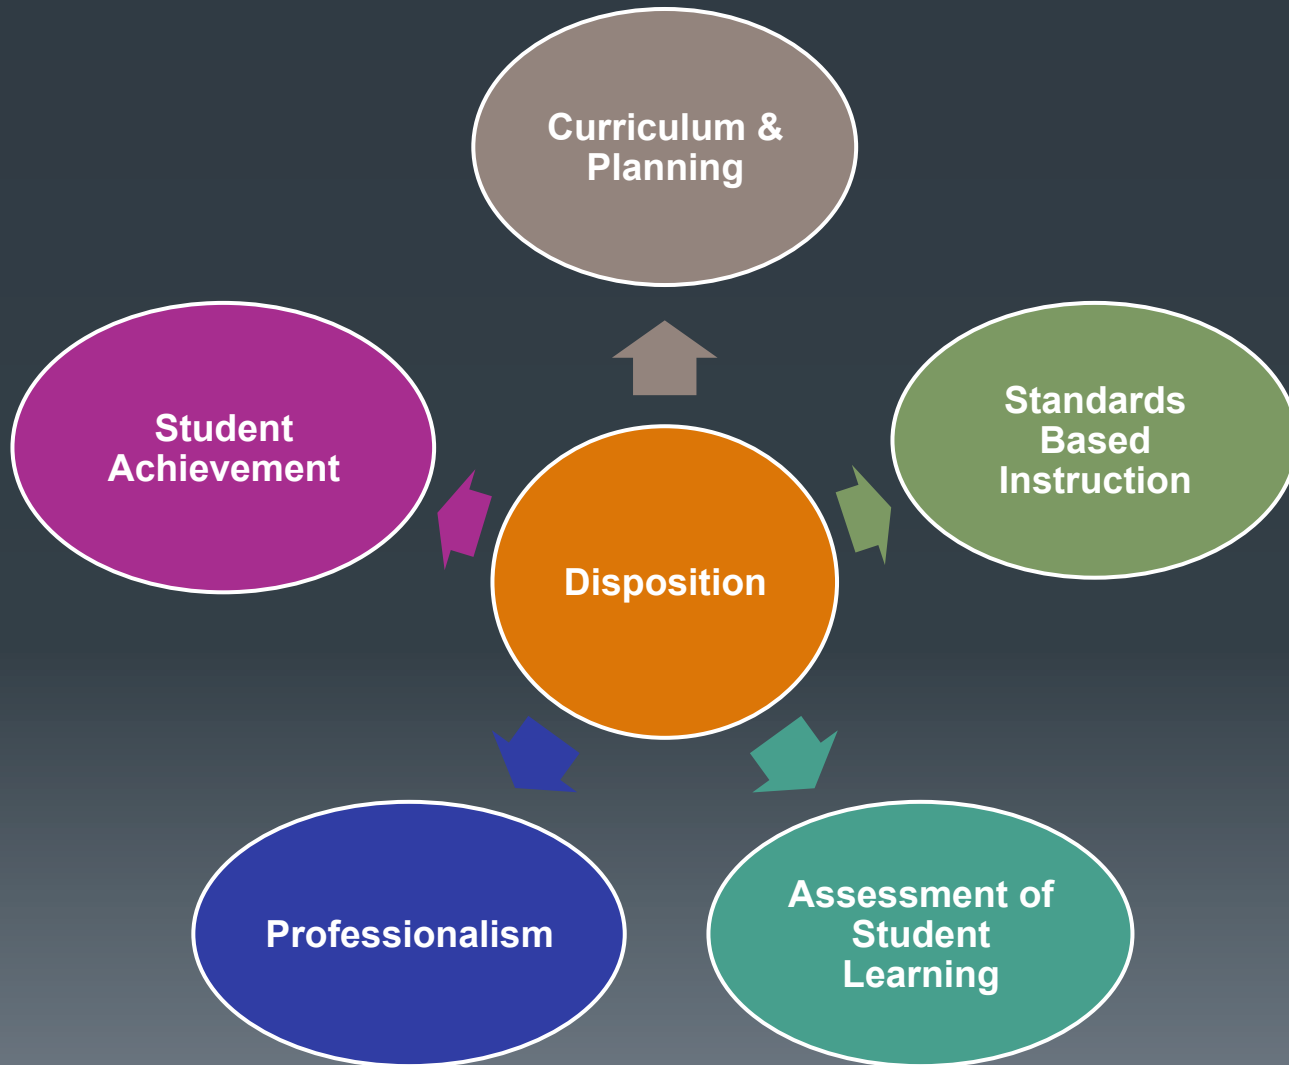 Curriculum &
Planning
Student
Achievement
Standards
Based
Instruction
Disposition
Professionalism
Assessment of
Student
Learning